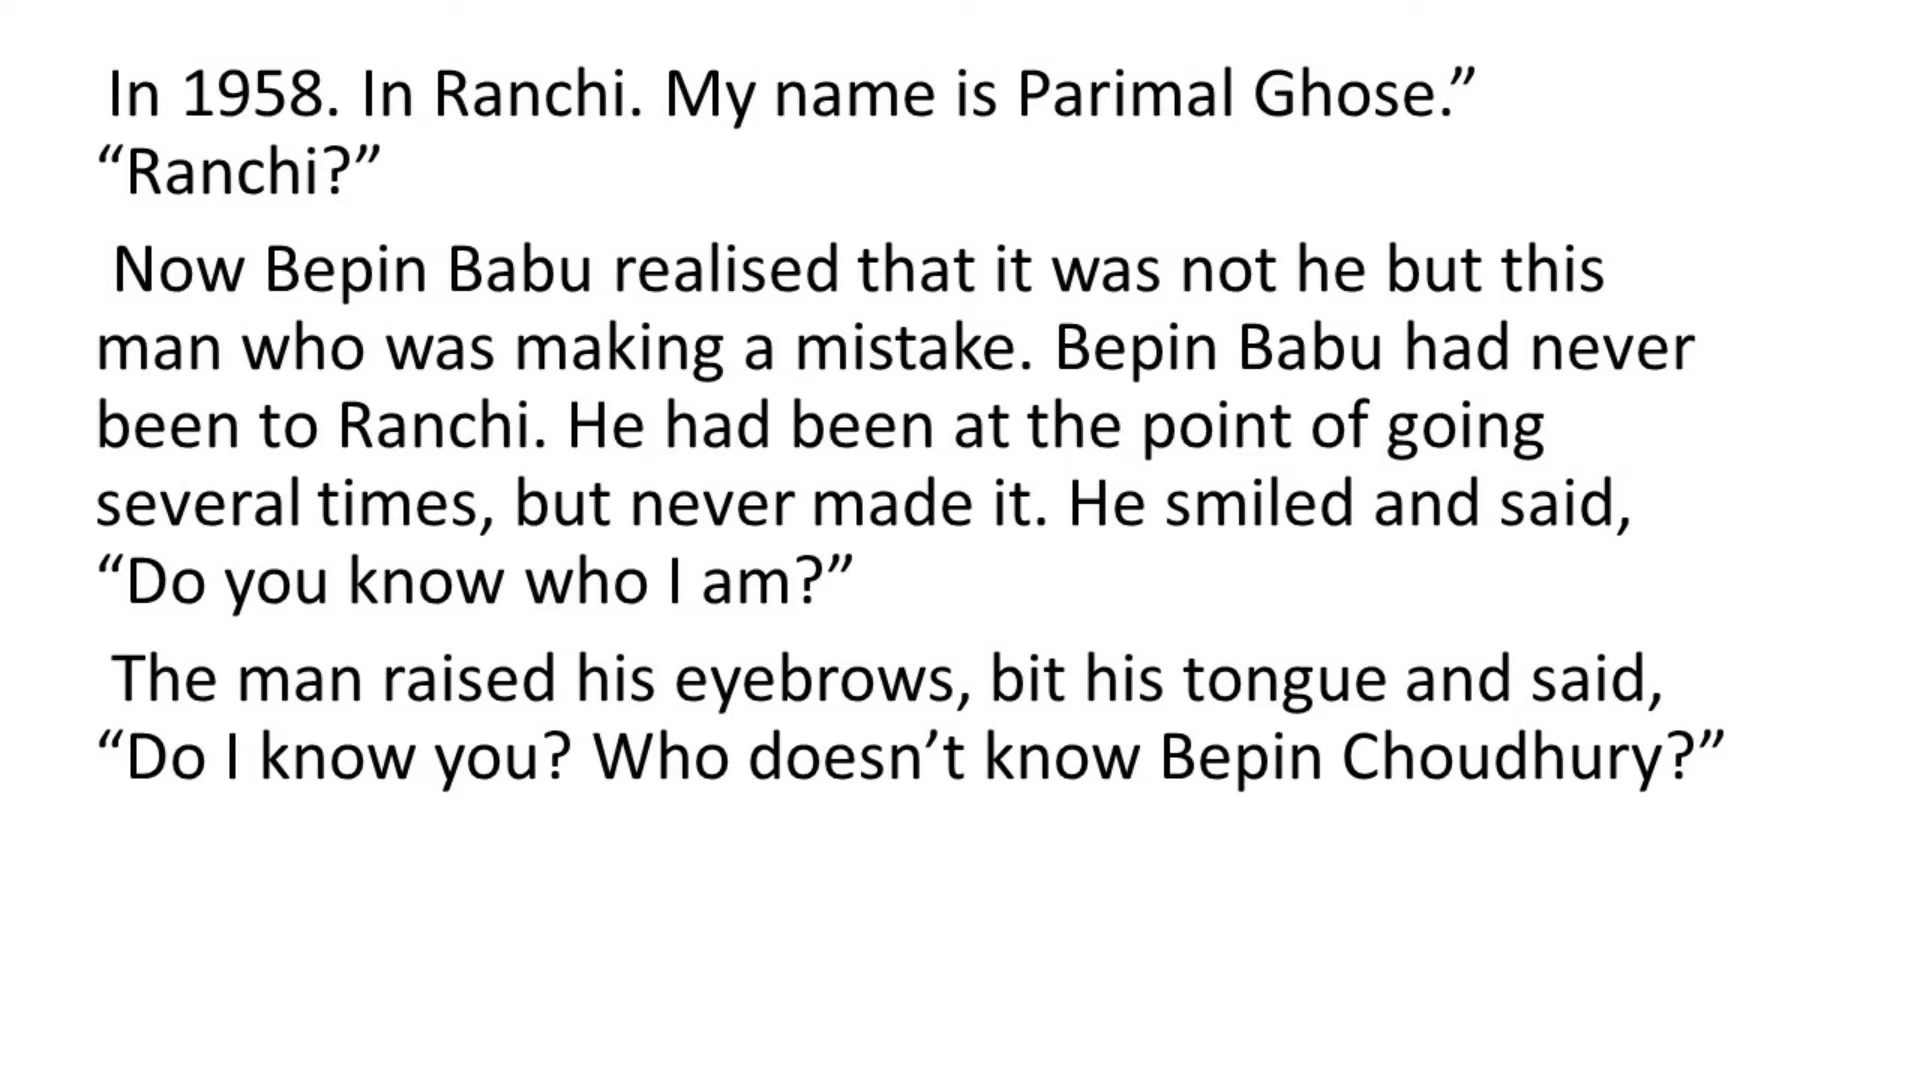 In 1958. In Ranchi. My name is Parimal Ghose.”
“Ranchi?”
Now Bepin Babu realised that it was not he but this
man who was making a mistake. Bepin Babu had never
been to Ranchi. He had been at the point of going
several times, but never made it. He smiled and said,
“Do you know who I am?”
The man raised his eyebrows, bit his tongue and said,
“Do I know you? Who doesn’t know Bepin Choudhury?”